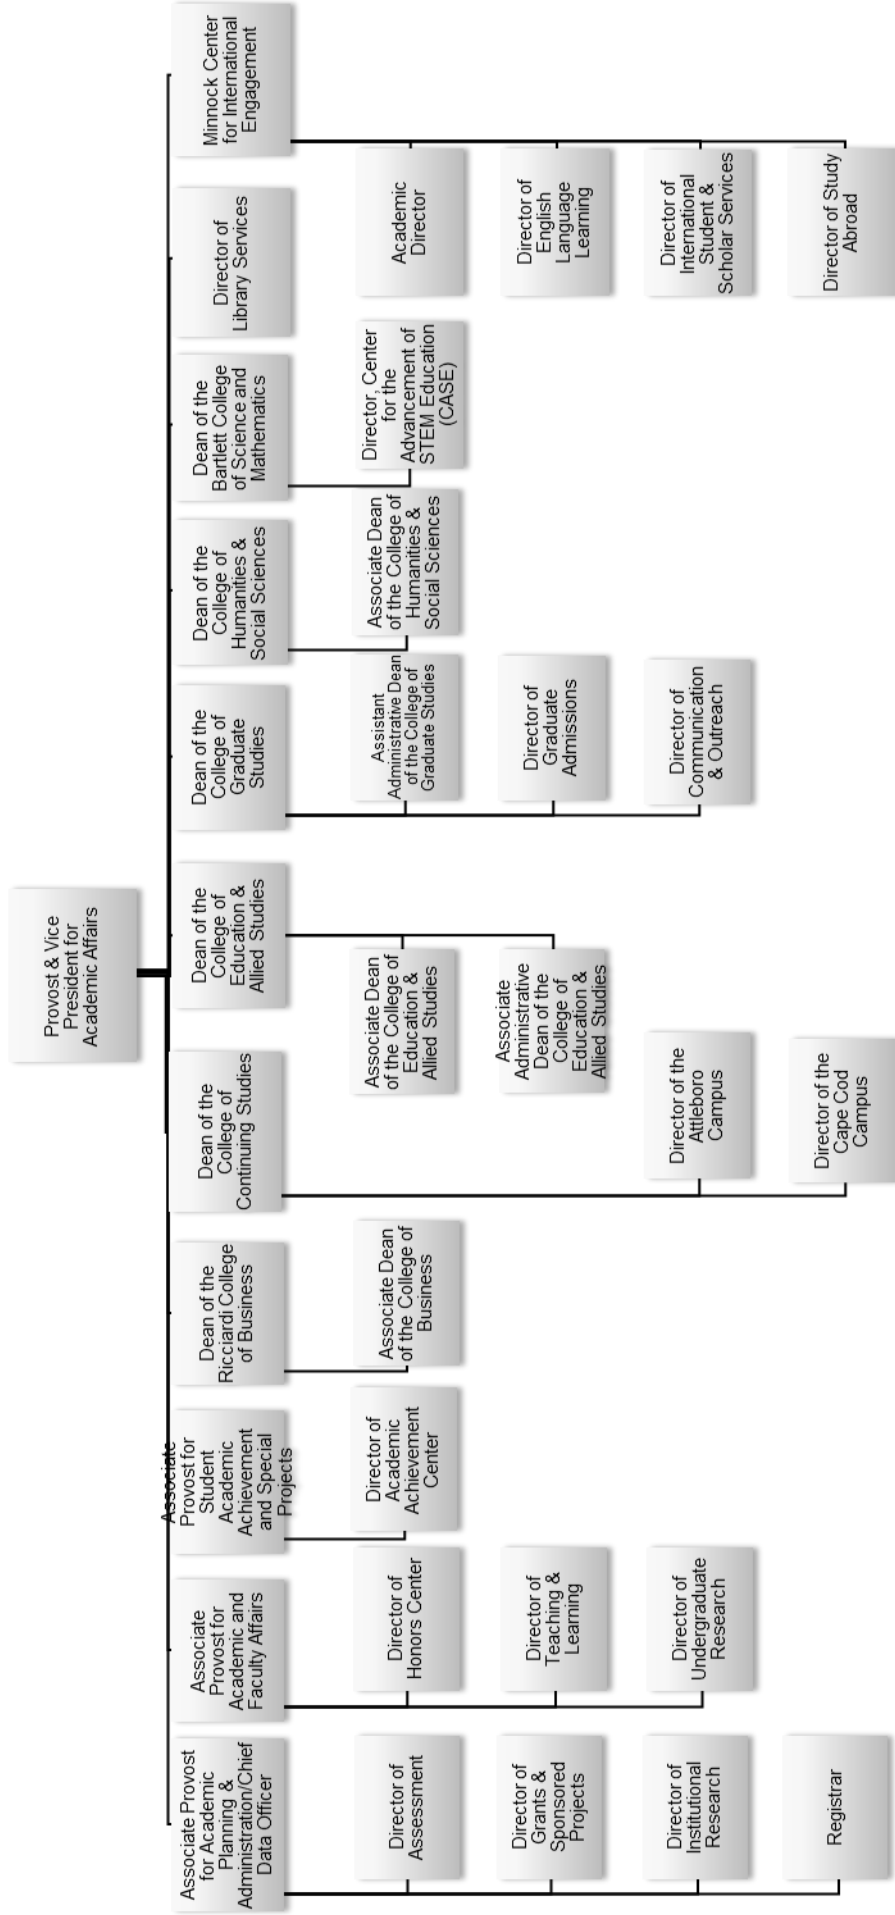 Provost & Vice
President for
Academic Affairs
Associate Provost
for Academic
Planning &
Administration/Chief
Data Officer
Director of
Assessment
Director of
Grants &
Sponsored
Projects
Director of
Institutional
Research
Registrar
Associate
Provost for
Academic and
Faculty Affairs
Director of
Honors Center
Director of
Teaching &
Learning
Director of
Undergraduate
Research
Associate
Provost for
Student
Academic
Achievement
and Special
Projects
Director of
Academic
Achievement
Center
Dean of the
Ricciardi College
of Business
Associate Dean
of the College of
Business
Dean of the
College of
Continuing Studies
Director of the
Attleboro
Campus
Director of the
Cape Cod
Campus
Dean of the
College of
Education &
Allied Studies
Associate Dean
of the College of
Education &
Allied Studies
Associate
Administrative
Dean of the
College of
Education &
Allied Studies
Dean of the
College of
Graduate
Studies
Assistant
Administrative Dean
of the College of
Graduate Studies
Director of
Graduate
Admissions
Director of
Communication
& Outreach
Dean of the
College of
Humanities &
Social Sciences
Associate Dean
of the College of
Humanities &
Social Sciences
Dean of the
Bartlett College
of Science and
Mathematics
Director, Center
for the
Advancement of
STEM Education
(CASE)
Director of
Library Services
Minnock Center
for International
Engagement
Academic
Director
Director of
English
Language
Learning
Director of
International
Student &
Scholar Services
Director of Study
Abroad